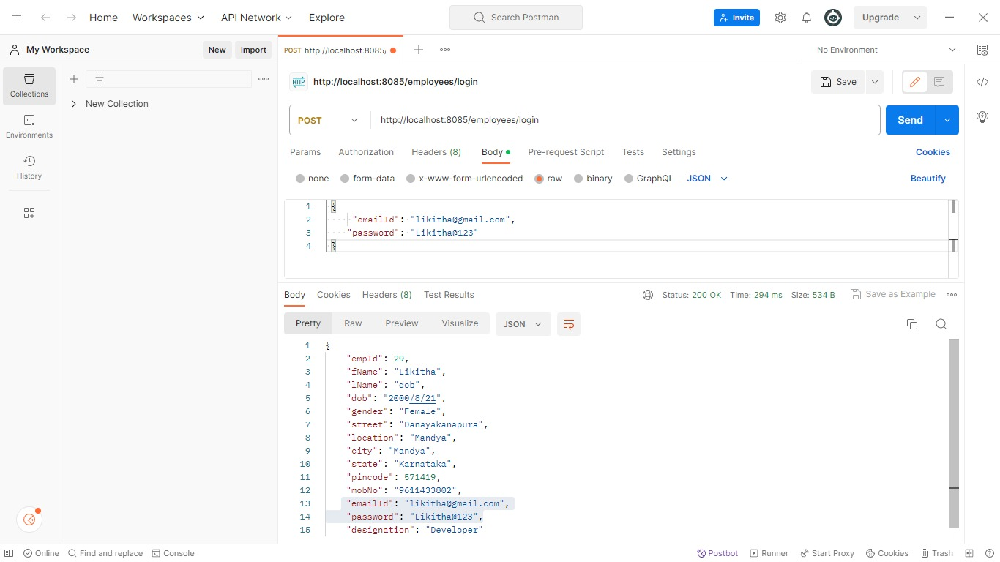 Home Workspaces API Network Explore Search Postman Invite Upgrade
My Workspace New Import POST http://localhost:8085/ No Environment
Collections
Environments
History
New Collection
HTTP http://localhost:8085/employees/login Save
POST http://localhost:8085/employees/login Send
Params Authorization Headers (8) Body Pre-request Script Tests Settings Cookies
none form-data x-www-form-urlencoded raw binary GraphQL JSON Beautify
1 {
2 "emailId": "likitha@gmail.com",
3 "password": "Likitha@123"
4 }
Body Cookies Headers (8) Test Results Status: 200 OK Time: 294 ms Size: 534 B Save as Example
Pretty Raw Preview Visualize JSON
1 {
2 "empId": 29,
3 "fName": "Likitha",
4 "lName": "dob",
5 "dob": "2000/8/21",
6 "gender": "Female",
7 "street": "Danayakanapura",
8 "location": "Mandya",
9 "city": "Mandya",
10 "state": "Karnataka",
11 "pincode": 571419,
12 "mobNo": "9611433802",
13 "emailId": "likitha@gmail.com",
14 "password": "Likitha@123",
15 "designation": "Developer"
Online Find and replace Console Postbot Runner Start Proxy Cookies Trash